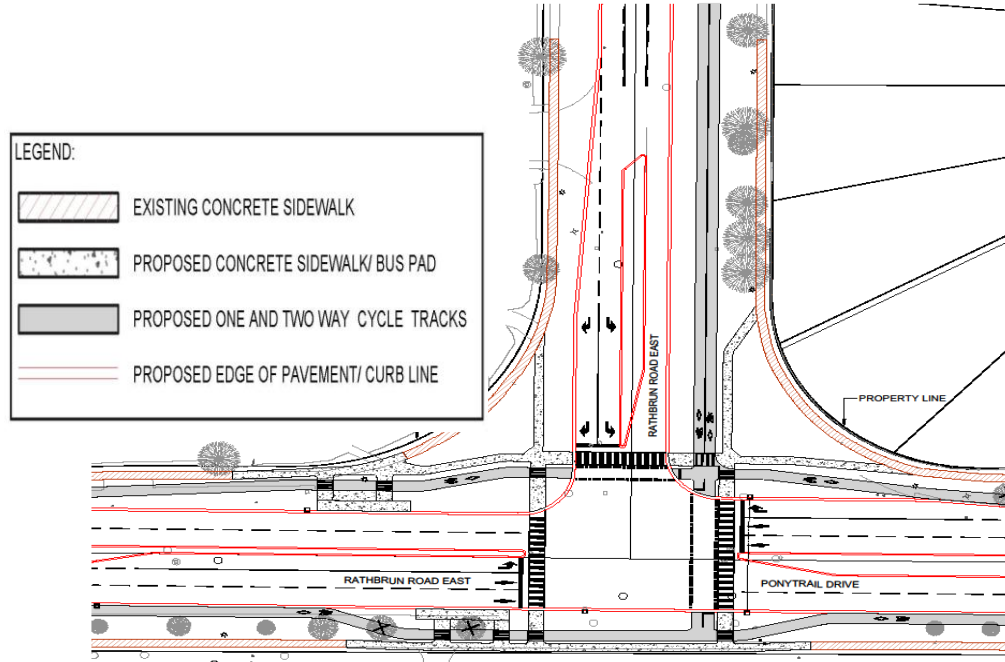 LEGEND:
EXISTING CONCRETE SIDEWALK
PROPOSED CONCRETE SIDEWALK/ BUS PAD
PROPOSED ONE AND TWO WAY CYCLE TRACKS
PROPOSED EDGE OF PAVEMENT/ CURB LINE
RATHBRUN ROAD EAST
PROPERTY LINE
RATHBRUN ROAD EAST
PONYTRAIL DRIVE